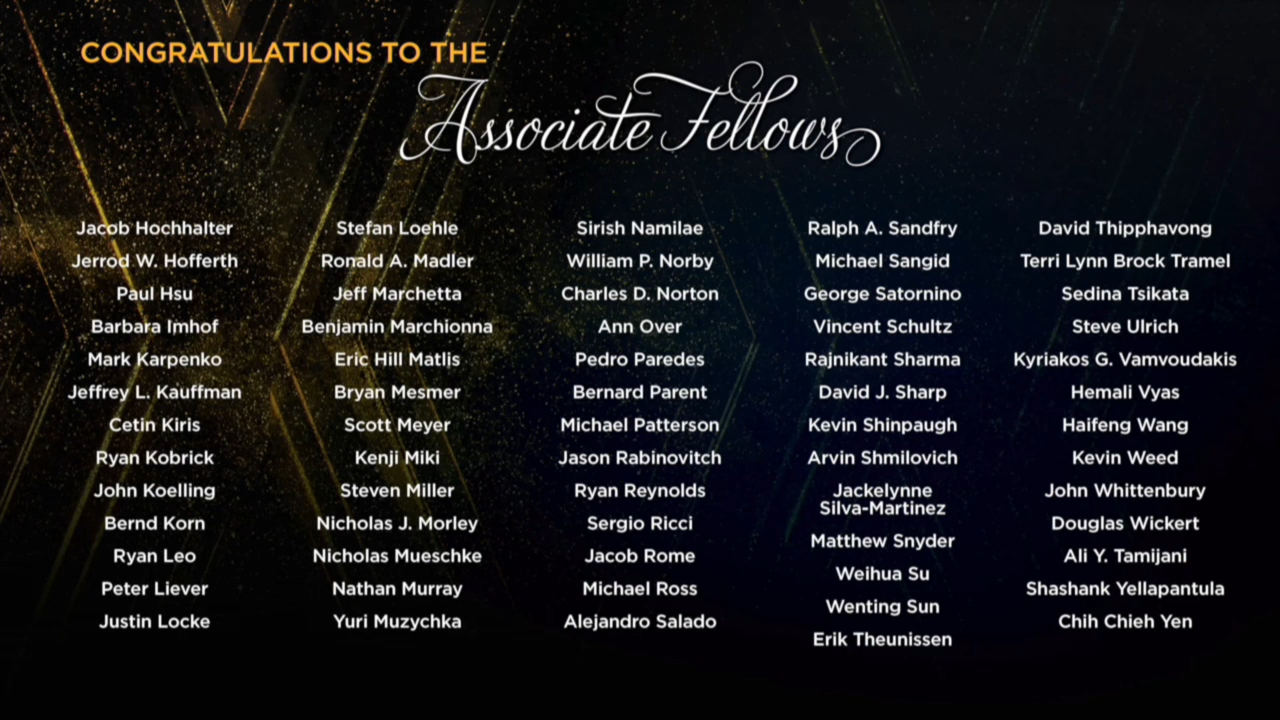 CONGRATULATIONS TO THE
Associate Fellows
Jacob Hochhalter
Jerrod W. Hofferth
Paul Hsu
Barbara Imhof
Mark Karpenko
Jeffrey L. Kauffman
Cetin Kiris
Ryan Kobrick
John Koelling
Bernd Korn
Ryan Leo
Peter Liever
Justin Locke
Stefan Loehle
Ronald A. Madler
Jeff Marchetta
Benjamin Marchionna
Eric Hill Matlis
Bryan Mesmer
Scott Meyer
Kenji Miki
Steven Miller
Nicholas J. Morley
Nicholas Mueschke
Nathan Murray
Yuri Muzychka
Sirish Namilae
William P. Norby
Charles D. Norton
Ann Over
Pedro Paredes
Bernard Parent
Michael Patterson
Jason Rabinovitch
Ryan Reynolds
Sergio Ricci
Jacob Rome
Michael Ross
Alejandro Salado
Ralph A. Sandfry
Michael Sangid
George Satornino
Vincent Schultz
Rajnikant Sharma
David J. Sharp
Kevin Shinpaugh
Arvin Shmilovich
Jackelynne
Silva-Martinez
Matthew Snyder
Weihua Su
Wenting Sun
Erik Theunissen
David Thipphavong
Terri Lynn Brock Tramel
Sedina Tsikata
Steve Ulrich
Kyriakos G. Vamvoudakis
Hemali Vyas
Haifeng Wang
Kevin Weed
John Whittenbury
Douglas Wickert
Ali Y. Tamijani
Shashank Yellapantula
Chih Chieh Yen